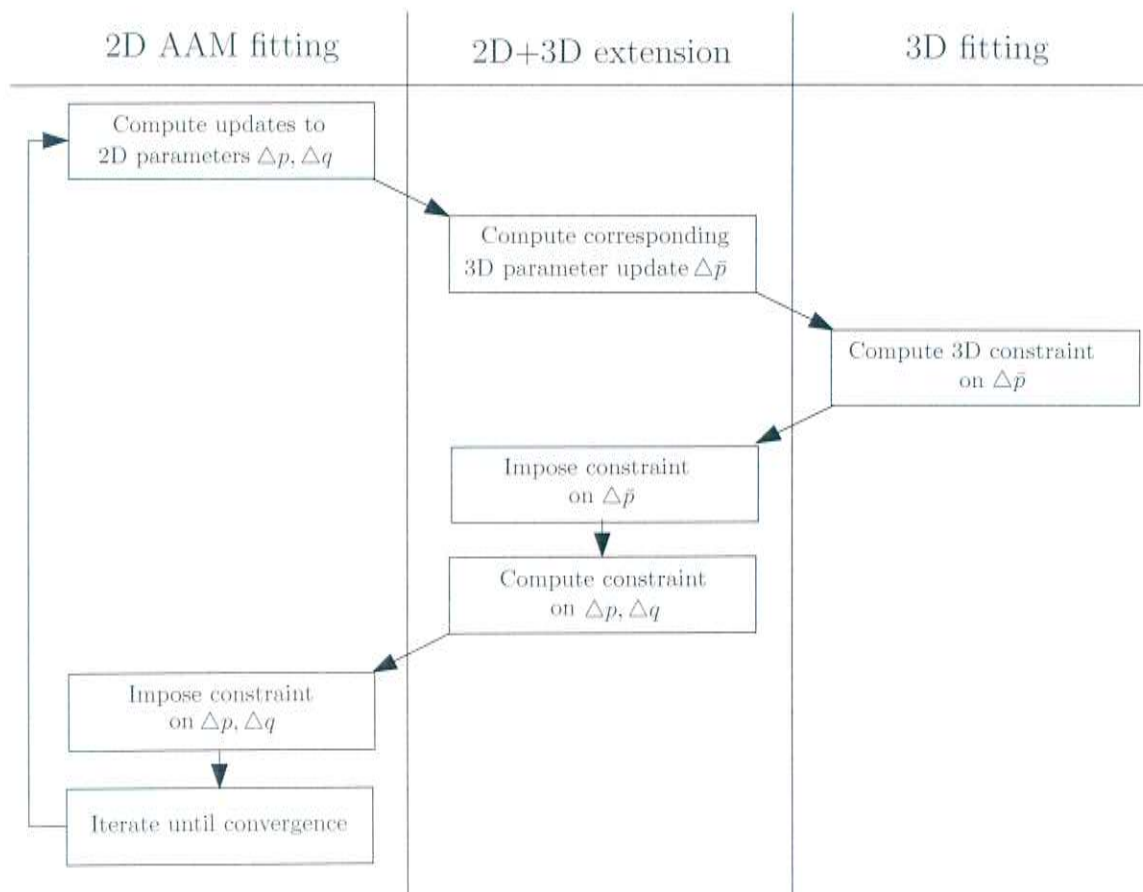 2D AAM fitting
2D+3D extension
3D fitting
Compute updates to
2D parameters △p, △q
Compute corresponding
3D parameter update △p̄
Compute 3D constraint
on △p̄
Impose constraint
on △p̄
Compute constraint
on △p, △q
Impose constraint
on △p, △q
Iterate until convergence